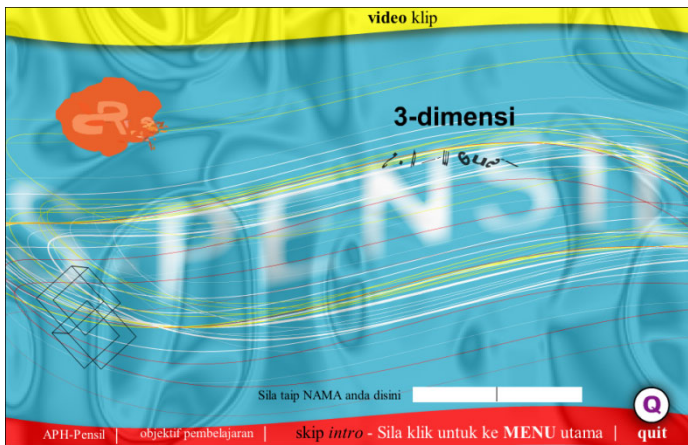 video klip
3-dimensi
PENSIL
Sila taip NAMA anda disini
Q
APH-Pensil | objektif pembelajaran | skip intro - Sila klik untuk ke MENU utama | quit